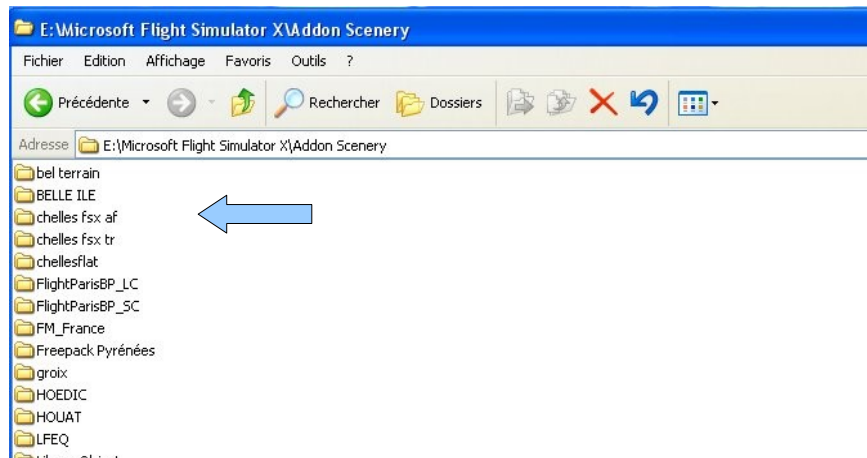 E:\Microsoft Flight Simulator X\Addon Scenery
Fichier Edition Affichage Favoris Outils ?
Précédente Rechercher Dossiers
Adresse E:\Microsoft Flight Simulator X\Addon Scenery
bel terrain
BELLE ILE
chelles fsx af
chelles fsx tr
chellesflat
FlightParisBP_LC
FlightParisBP_SC
FM_France
Freepack Pyrénées
groix
HOEDIC
HOUAT
LFEQ